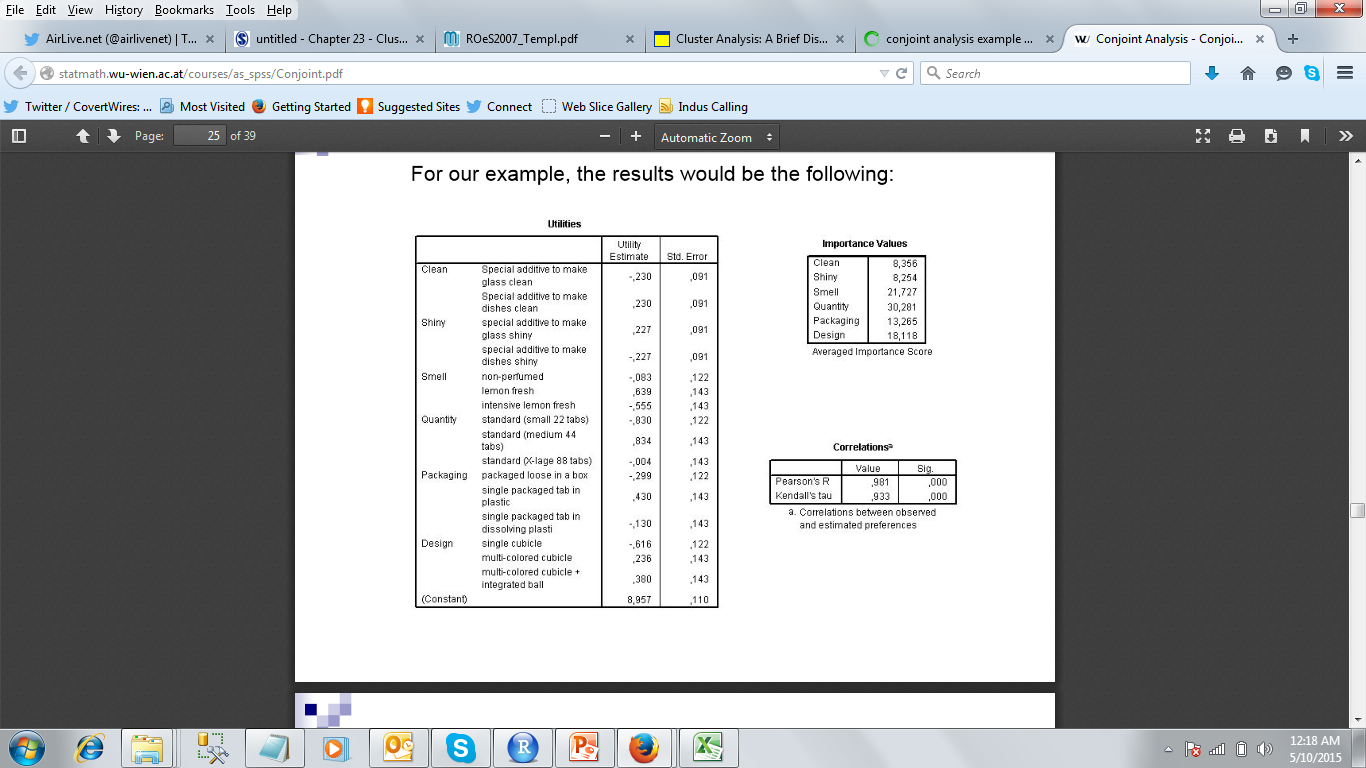 File Edit View History Bookmarks Tools Help
AirLive.net (@airlivenet) | T... × untitled - Chapter 23 - Clus... × ROeS2007_Templ.pdf × Cluster Analysis: A Brief Dis... × conjoint analysis example ... × Conjoint Analysis - Conjoi... × +
statmath.wu-wien.ac.at/courses/as_spss/Conjoint.pdf Search
Twitter / CovertWires: ... Most Visited Getting Started Suggested Sites Connect Web Slice Gallery Indus Calling
Page: 25 of 39 Automatic Zoom
For our example, the results would be the following:
Utilities
Utility
Estimate Std. Error
Clean Special additive to make
glass clean -,230 ,091
Special additive to make
dishes clean ,230 ,091
Shiny special additive to make
glass shiny ,227 ,091
special additive to make
dishes shiny -,227 ,091
Smell non-perfumed -,083 ,122
lemon fresh ,639 ,143
intensive lemon fresh -,555 ,143
Quantity standard (small 22 tabs) -,830 ,122
standard (medium 44
tabs) ,834 ,143
standard (X-lage 88 tabs) -,004 ,143
Packaging packaged loose in a box -,299 ,122
single packaged tab in
plastic ,430 ,143
single packaged tab in
dissolving plasti -,130 ,143
Design single cubicle -,616 ,122
multi-colored cubicle ,236 ,143
multi-colored cubicle +
integrated ball ,380 ,143
(Constant) 8,957 ,110
Importance Values
Clean 8,356
Shiny 8,254
Smell 21,727
Quantity 30,281
Packaging 13,265
Design 18,118
Averaged Importance Score
Correlationsa
Value Sig.
Pearson's R ,981 ,000
Kendall's tau ,933 ,000
a. Correlations between observed
and estimated preferences
12:18 AM
5/10/2015